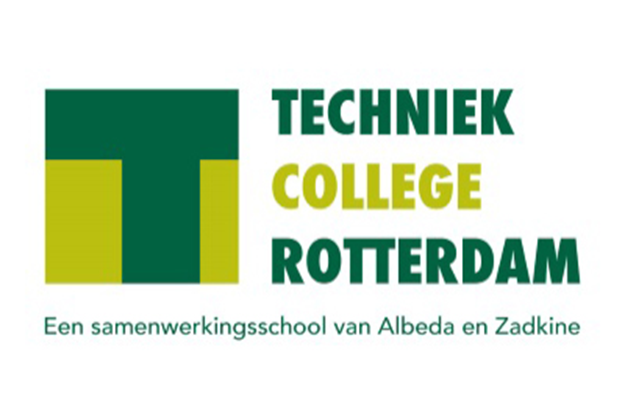 TECHNIEK
COLLEGE
ROTTERDAM
Een samenwerkingsschool van Albeda en Zadkine